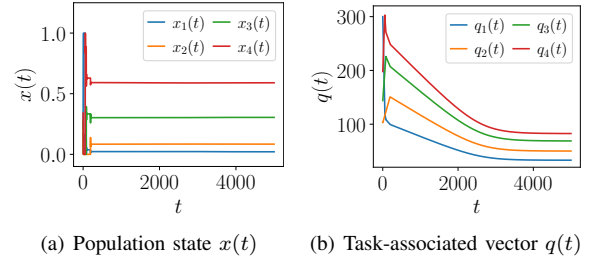 1.0
0.5
0.0
x(t)
x₁(t) x₃(t)
x₂(t) x₄(t)
0 2000 4000
t
300
200
100
q(t)
q₁(t) q₃(t)
q₂(t) q₄(t)
0 2000 4000
t
(a) Population state x(t)
(b) Task-associated vector q(t)